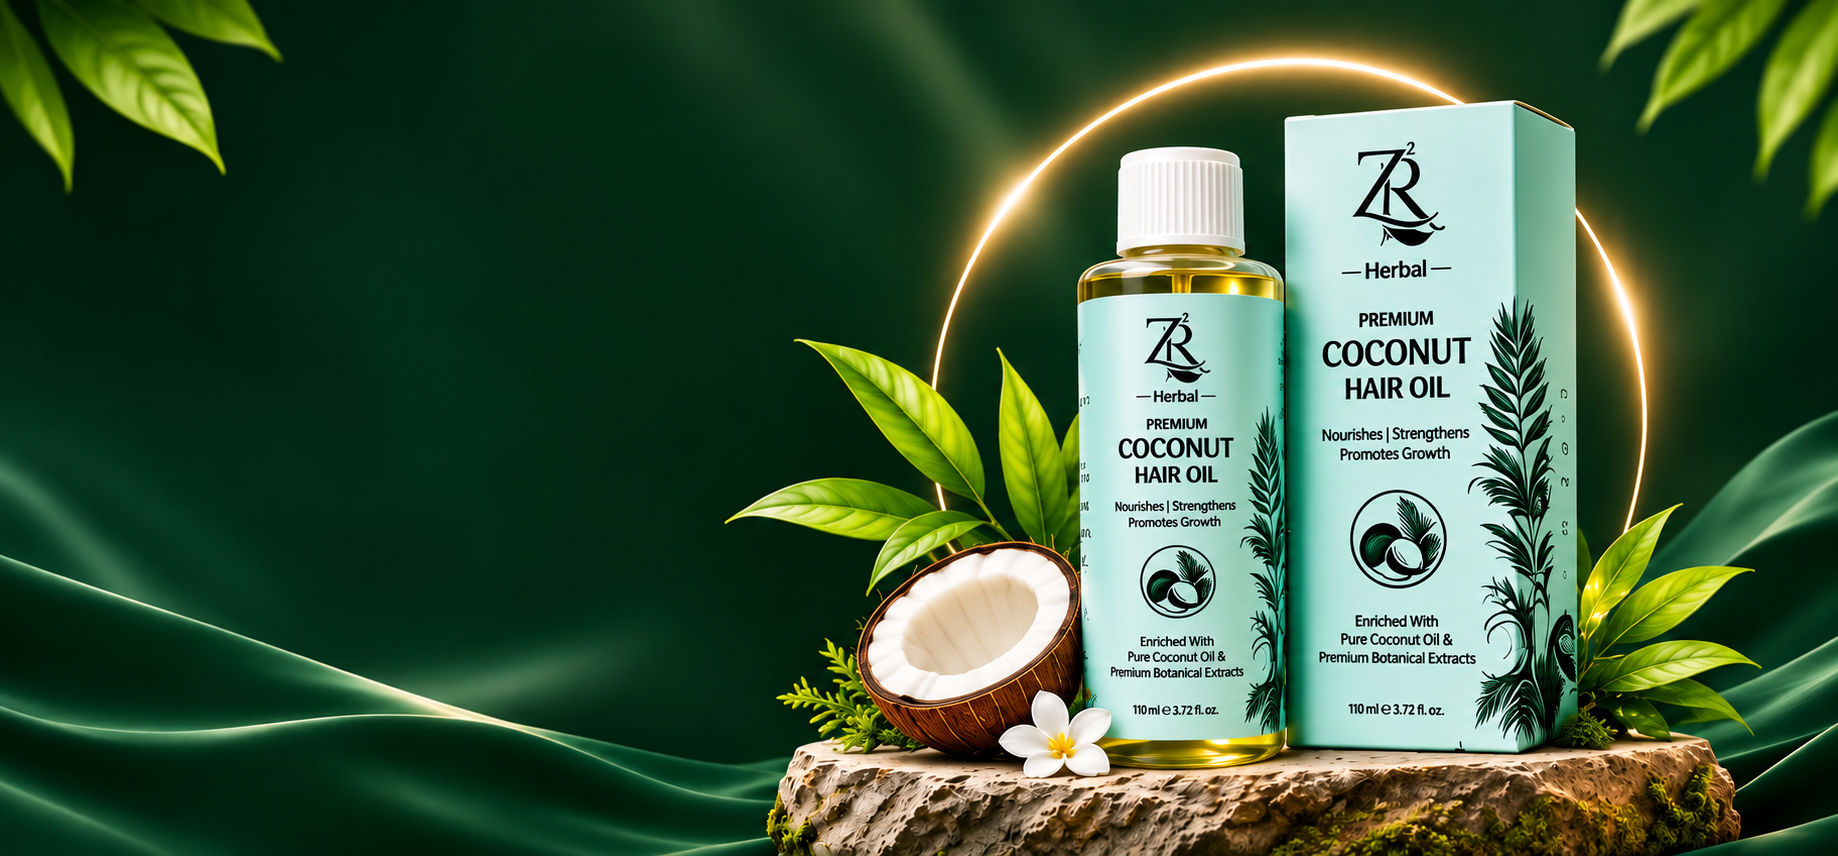 ZR²
Herbal
PREMIUM
COCONUT
HAIR OIL
Nourishes | Strengthens
Promotes Growth
Enriched With
Pure Coconut Oil &
Premium Botanical Extracts
110 ml ℮ 3.72 fl. oz.
ZR²
Herbal
PREMIUM
COCONUT
HAIR OIL
Nourishes | Strengthens
Promotes Growth
Enriched With
Pure Coconut Oil &
Premium Botanical Extracts
110 ml ℮ 3.72 fl. oz.